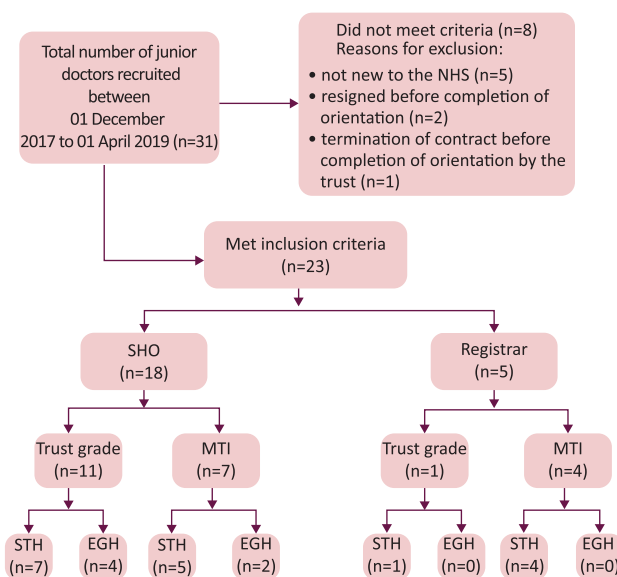 Total number of junior
doctors recruited
between
01 December
2017 to 01 April 2019 (n=31)
Did not meet criteria (n=8)
Reasons for exclusion:
• not new to the NHS (n=5)
• resigned before completion of
orientation (n=2)
• termination of contract before
completion of orientation by the
trust (n=1)
Met inclusion criteria
(n=23)
SHO
(n=18)
Registrar
(n=5)
Trust grade
(n=11)
MTI
(n=7)
Trust grade
(n=1)
MTI
(n=4)
STH
(n=7)
EGH
(n=4)
STH
(n=5)
EGH
(n=2)
STH
(n=1)
EGH
(n=0)
STH
(n=4)
EGH
(n=0)